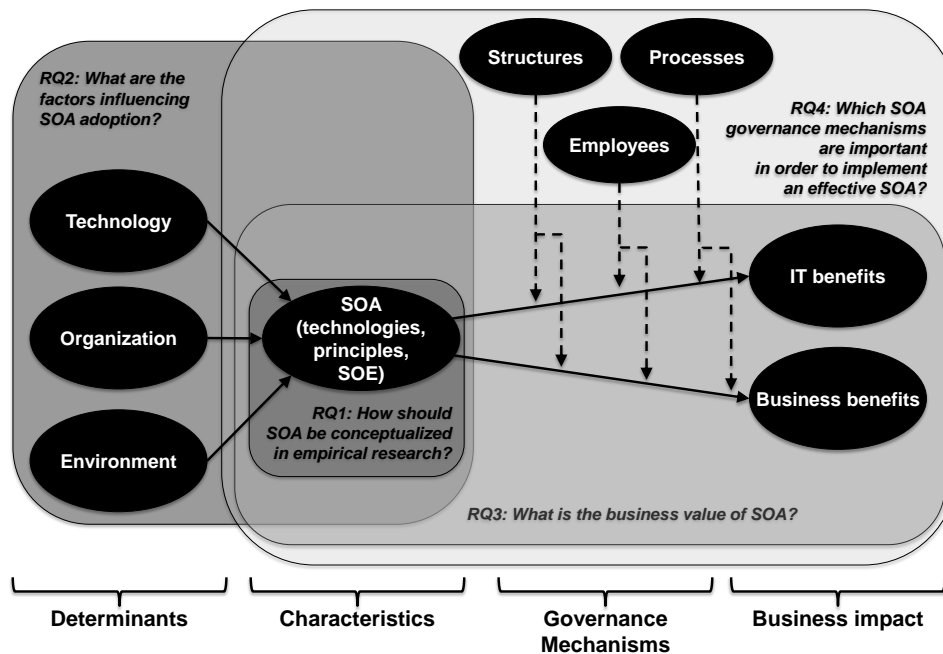 Structures
Processes
RQ2: What are the
factors influencing
SOA adoption?
RQ4: Which SOA
governance mechanisms
are important
in order to implement
an effective SOA?
Employees
Technology
Organization
Environment
SOA
(technologies,
principles,
SOE)
RQ1: How should
SOA be conceptualized
in empirical research?
IT benefits
Business benefits
RQ3: What is the business value of SOA?
Determinants
Characteristics
Governance
Mechanisms
Business impact